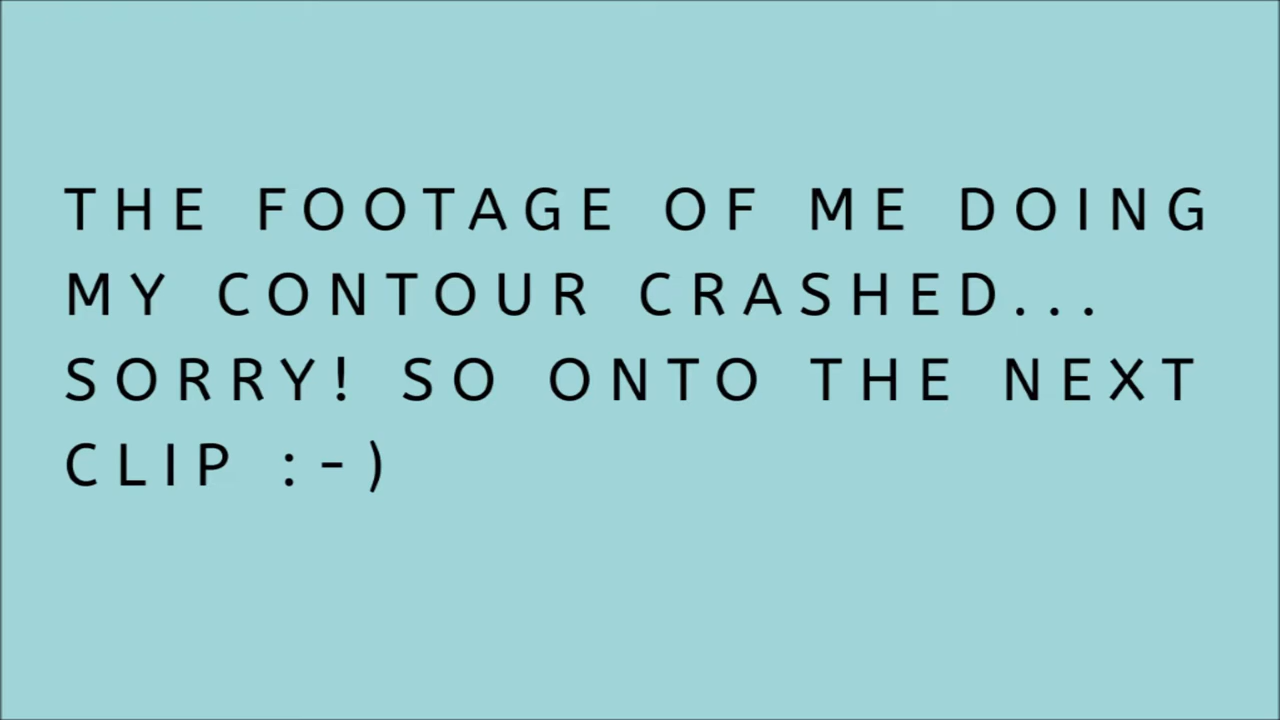 THE FOOTAGE OF ME DOING
MY CONTOUR CRASHED...
SORRY! SO ONTO THE NEXT
CLIP :-)